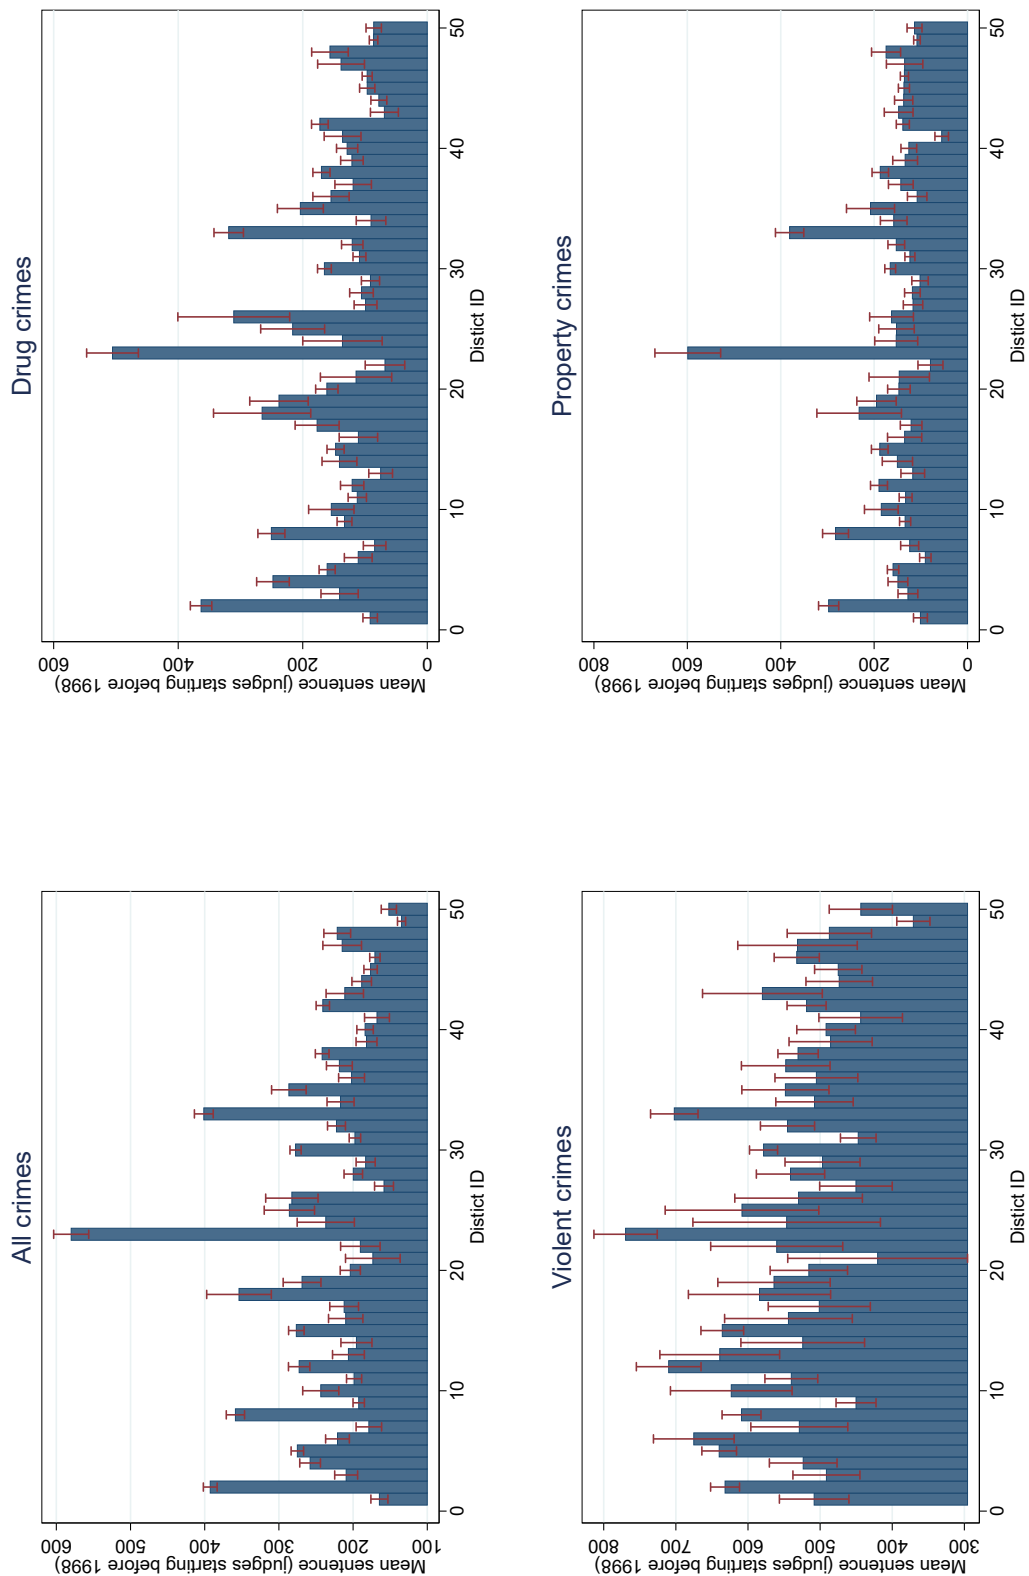 All crimes
Mean sentence (judges starting before 1998)
600
500
400
300
200
100
0 10 20 30 40 50
Distict ID
Drug crimes
Mean sentence (judges starting before 1998)
600
400
200
0
0 10 20 30 40 50
Distict ID
Violent crimes
Mean sentence (judges starting before 1998)
800
700
600
500
400
300
0 10 20 30 40 50
Distict ID
Property crimes
Mean sentence (judges starting before 1998)
800
600
400
200
0
0 10 20 30 40 50
Distict ID